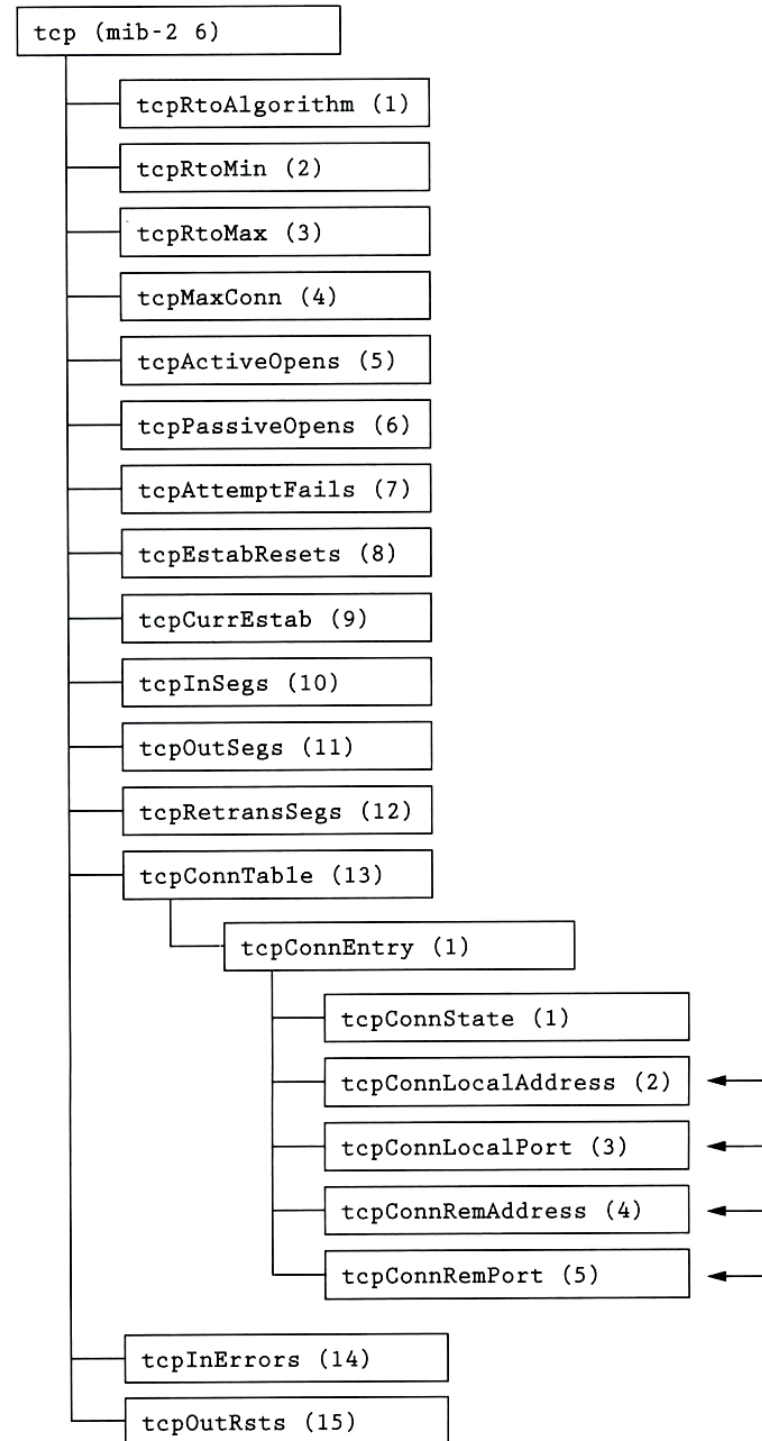 tcp (mib-2 6)
tcpRtoAlgorithm (1)
tcpRtoMin (2)
tcpRtoMax (3)
tcpMaxConn (4)
tcpActiveOpens (5)
tcpPassiveOpens (6)
tcpAttemptFails (7)
tcpEstabResets (8)
tcpCurrEstab (9)
tcpInSegs (10)
tcpOutSegs (11)
tcpRetransSegs (12)
tcpConnTable (13)
tcpConnEntry (1)
tcpConnState (1)
tcpConnLocalAddress (2)
tcpConnLocalPort (3)
tcpConnRemAddress (4)
tcpConnRemPort (5)
tcpInErrors (14)
tcpOutRsts (15)